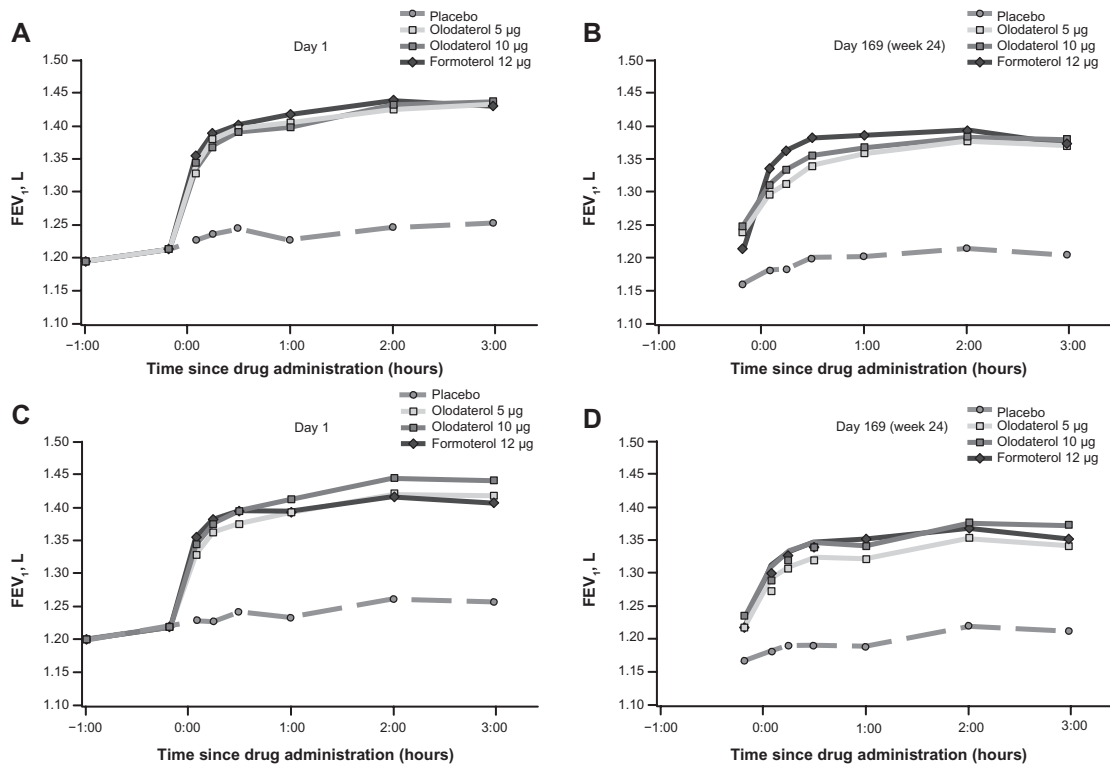 A
Day 1
Placebo
Olodaterol 5 µg
Olodaterol 10 µg
Formoterol 12 µg
FEV1, L
1.50
1.45
1.40
1.35
1.30
1.25
1.20
1.15
1.10
−1:00 0:00 1:00 2:00 3:00
Time since drug administration (hours)
B
Day 169 (week 24)
Placebo
Olodaterol 5 µg
Olodaterol 10 µg
Formoterol 12 µg
FEV1, L
1.50
1.45
1.40
1.35
1.30
1.25
1.20
1.15
1.10
−1:00 0:00 1:00 2:00 3:00
Time since drug administration (hours)
C
Day 1
Placebo
Olodaterol 5 µg
Olodaterol 10 µg
Formoterol 12 µg
FEV1, L
1.50
1.45
1.40
1.35
1.30
1.25
1.20
1.15
1.10
−1:00 0:00 1:00 2:00 3:00
Time since drug administration (hours)
D
Day 169 (week 24)
Placebo
Olodaterol 5 µg
Olodaterol 10 µg
Formoterol 12 µg
FEV1, L
1.50
1.45
1.40
1.35
1.30
1.25
1.20
1.15
1.10
−1:00 0:00 1:00 2:00 3:00
Time since drug administration (hours)